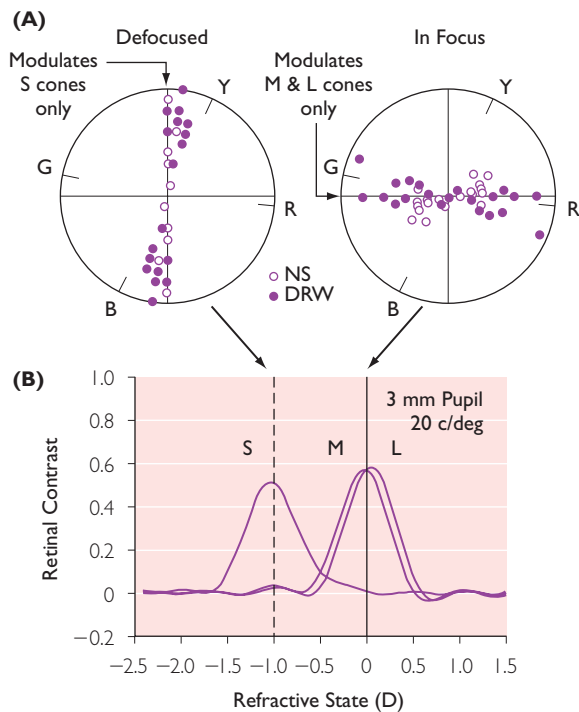 (A)
Defocused
In Focus
Modulates
S cones
only
Modulates
M & L cones
only
Y
G
R
B
Y
G
R
B
NS
DRW
(B)
1.0
0.8
0.6
0.4
0.2
0
−0.2
Retinal Contrast
3 mm Pupil
20 c/deg
S
M
L
−2.5
−2.0
−1.5
−1.0
−0.5
0
0.5
1.0
1.5
Refractive State (D)